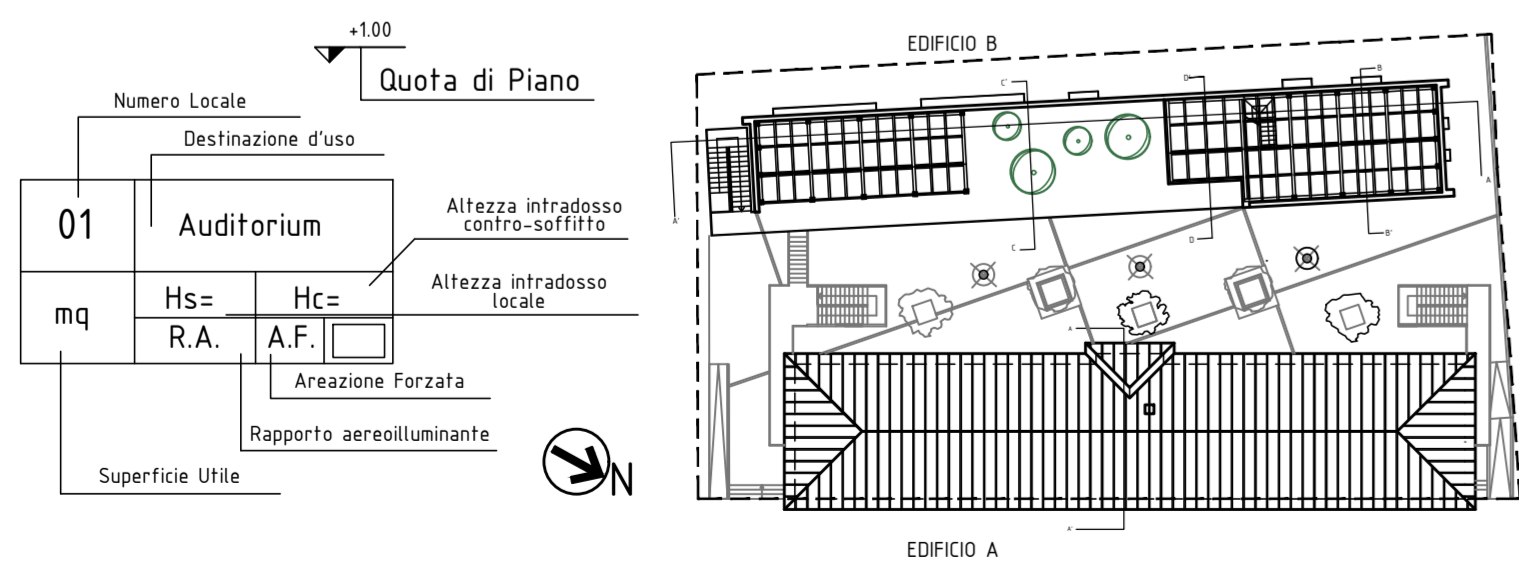 +1.00
Quota di Piano
Numero Locale
Destinazione d'uso
01
Auditorium
Altezza intradosso
contro-soffitto
Altezza intradosso
locale
mq
Hs=
Hc=
R.A.
A.F.
Areazione Forzata
Rapporto aereoilluminante
Superficie Utile
N
EDIFICIO B
C'
D'
B
A'
A
C
D
B'
A
A'
EDIFICIO A